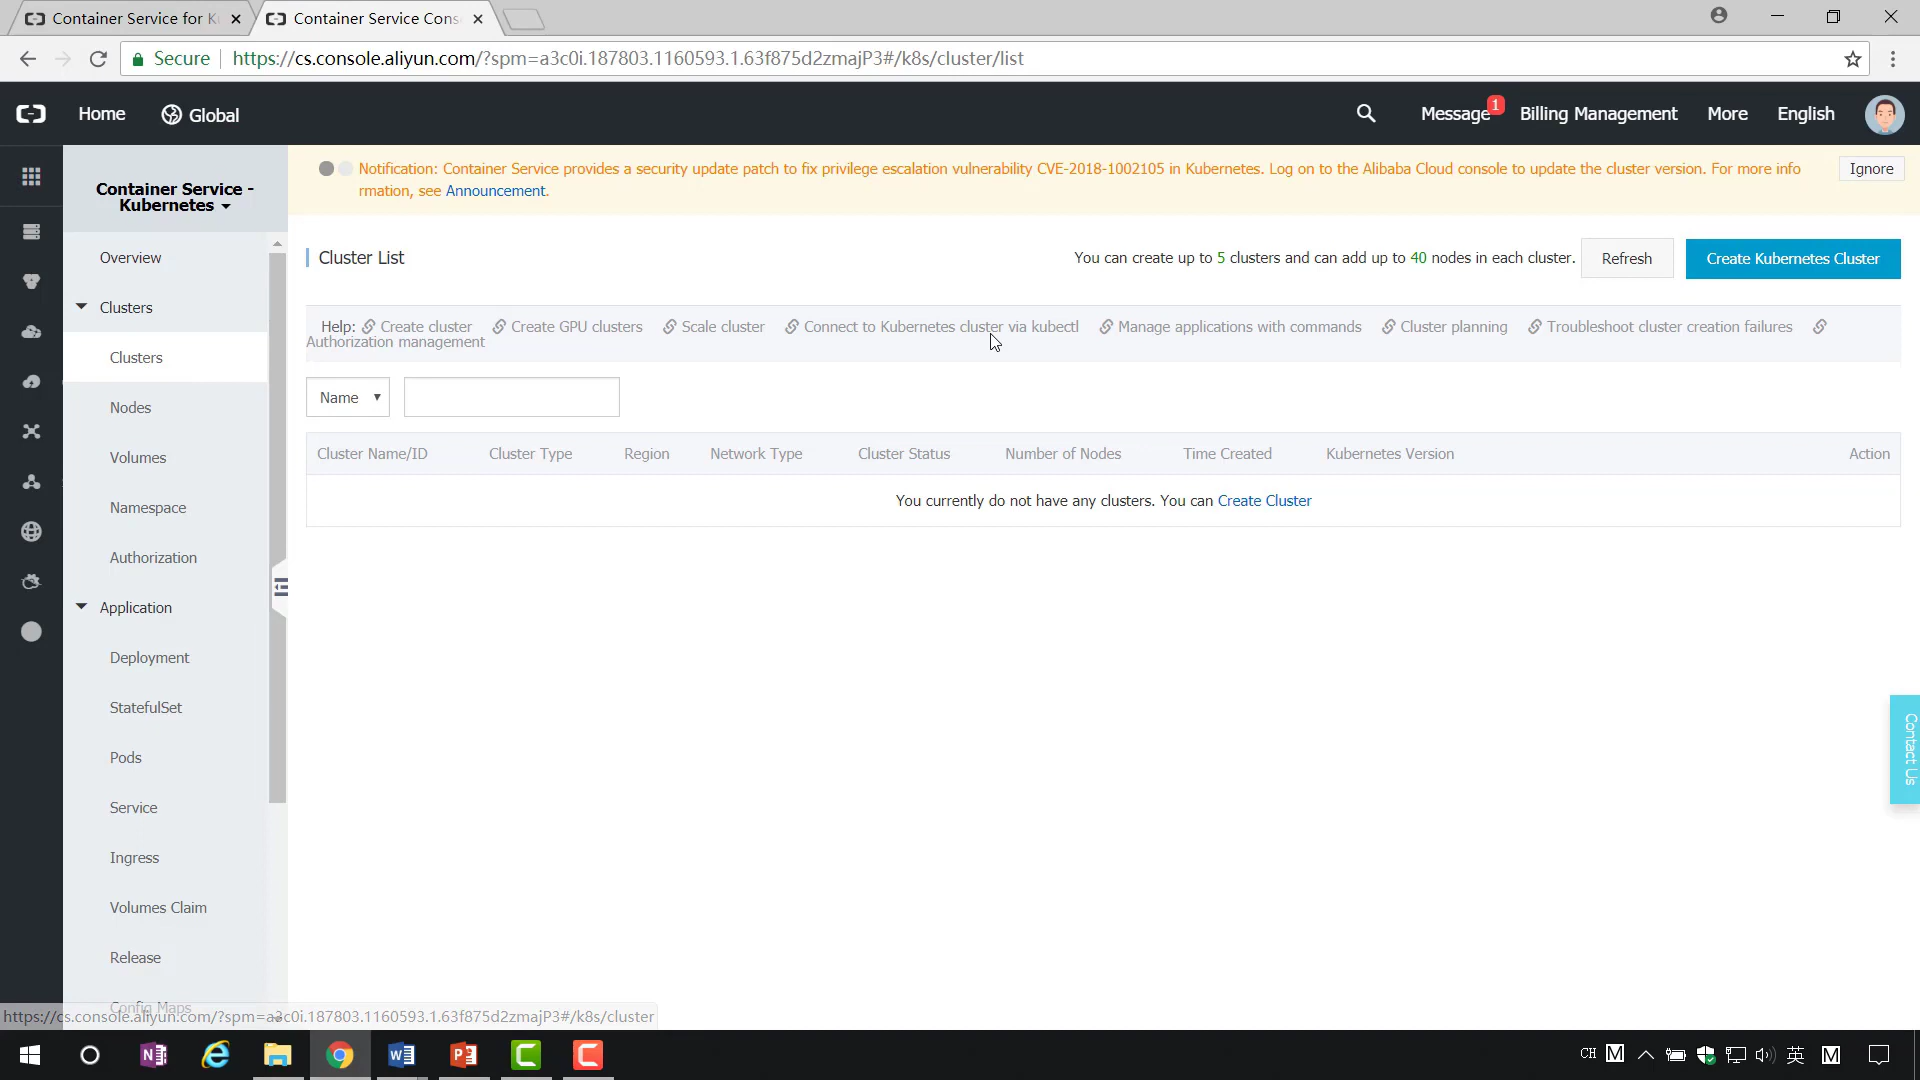 Container Service for K
Container Service Cons
Secure
https://cs.console.aliyun.com/?spm=a3c0i.187803.1160593.1.63f875d2zmajP3#/k8s/cluster/list
Home
Global
Message
1
Billing Management
More
English
Container Service -
Kubernetes
Notification: Container Service provides a security update patch to fix privilege escalation vulnerability CVE-2018-1002105 in Kubernetes. Log on to the Alibaba Cloud console to update the cluster version. For more info
rmation, see Announcement.
Ignore
Overview
Clusters
Clusters
Nodes
Volumes
Namespace
Authorization
Application
Deployment
StatefulSet
Pods
Service
Ingress
Volumes Claim
Release
Config Maps
Cluster List
You can create up to 5 clusters and can add up to 40 nodes in each cluster.
Refresh
Create Kubernetes Cluster
Help: Create cluster Create GPU clusters Scale cluster Connect to Kubernetes cluster via kubectl Manage applications with commands Cluster planning Troubleshoot cluster creation failures
Authorization management
Name
Cluster Name/ID Cluster Type Region Network Type Cluster Status Number of Nodes Time Created Kubernetes Version Action
You currently do not have any clusters. You can Create Cluster
Contact Us
https://cs.console.aliyun.com/?spm=a3c0i.187803.1160593.1.63f875d2zmajP3#/k8s/cluster
CH M 英 M